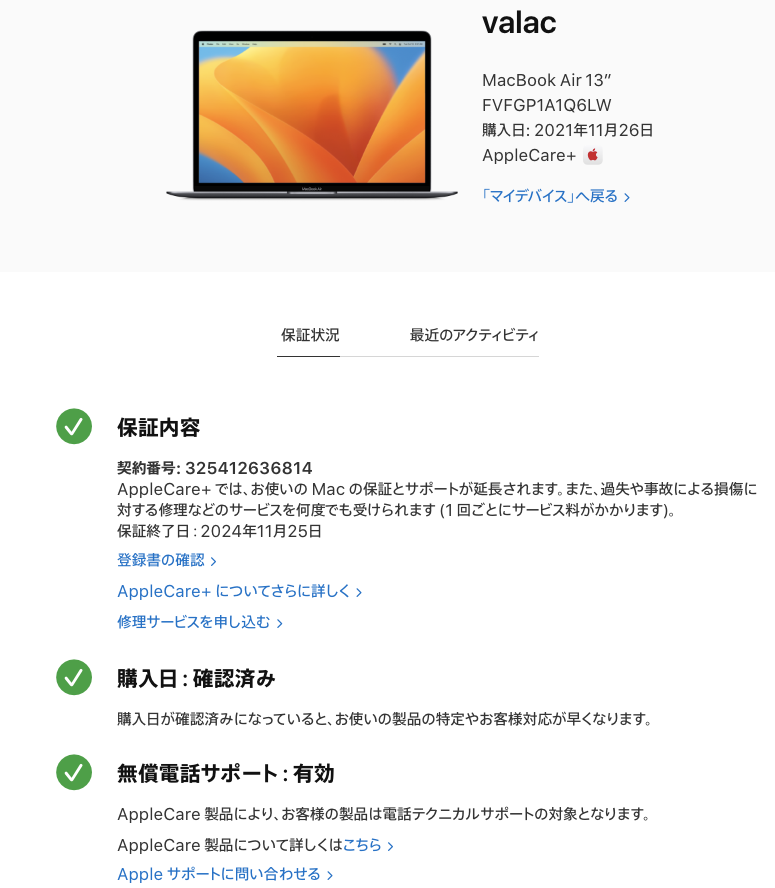 valac
MacBook Air 13″
FVFGP1A1Q6LW
購入日: 2021年11月26日
AppleCare+
「マイデバイス」へ戻る ›
保証状況
最近のアクティビティ
保証内容
契約番号: 325412636814
AppleCare+ では、お使いの Mac の保証とサポートが延長されます。また、過失や事故による損傷に
対する修理などのサービスを何度でも受けられます (1 回ごとにサービス料がかかります)。
保証終了日 : 2024年11月25日
登録書の確認 ›
AppleCare+ についてさらに詳しく ›
修理サービスを申し込む ›
購入日 : 確認済み
購入日が確認済みになっていると、お使いの製品の特定やお客様対応が早くなります。
無償電話サポート : 有効
AppleCare 製品により、お客様の製品は電話テクニカルサポートの対象となります。
AppleCare 製品について詳しくはこちら ›
Apple サポートに問い合わせる ›